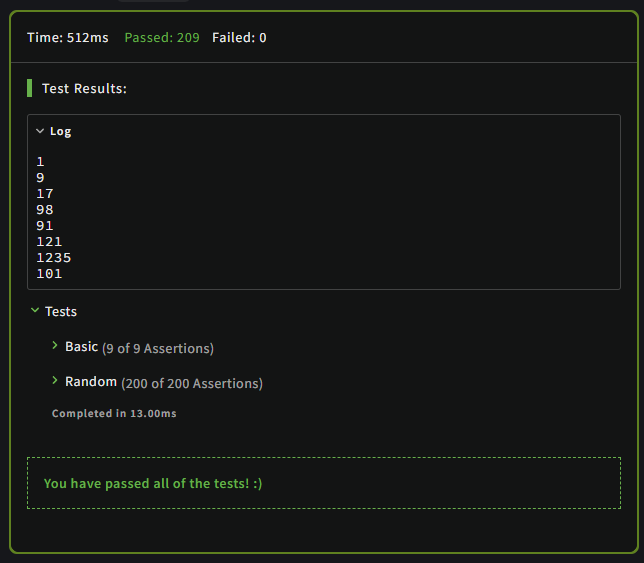 Time: 512ms Passed: 209 Failed: 0
Test Results:
Log
1
9
17
98
91
121
1235
101
Tests
Basic (9 of 9 Assertions)
Random (200 of 200 Assertions)
Completed in 13.00ms
You have passed all of the tests! :)